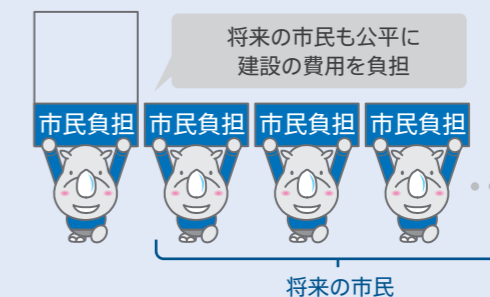 将来の市民も公平に
建設の費用を負担
市民負担 市民負担 市民負担 市民負担
将来の市民